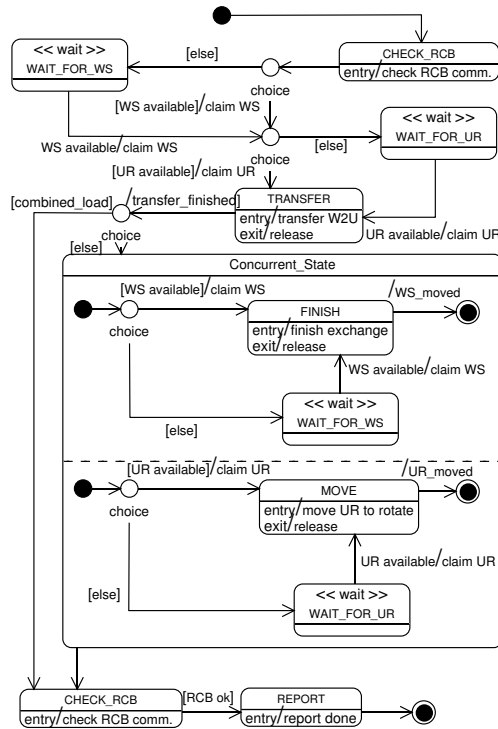 << wait >>
WAIT_FOR_WS
[else]
CHECK_RCB
entry/check RCB comm.
choice
[WS available]/claim WS
<< wait >>
WAIT_FOR_UR
WS available/claim WS
choice
[else]
[UR available]/claim UR
TRANSFER
entry/transfer W2U
exit/release
[combined_load]
/transfer_finished]
choice
UR available/claim UR
[else]
Concurrent_State
[WS available]/claim WS
/WS_moved
FINISH
entry/finish exchange
exit/release
choice
WS available/claim WS
<< wait >>
WAIT_FOR_WS
[else]
[UR available]/claim UR
/UR_moved
MOVE
entry/move UR to rotate
exit/release
choice
UR available/claim UR
<< wait >>
WAIT_FOR_UR
[else]
CHECK_RCB
entry/check RCB comm.
[RCB ok]
REPORT
entry/report done